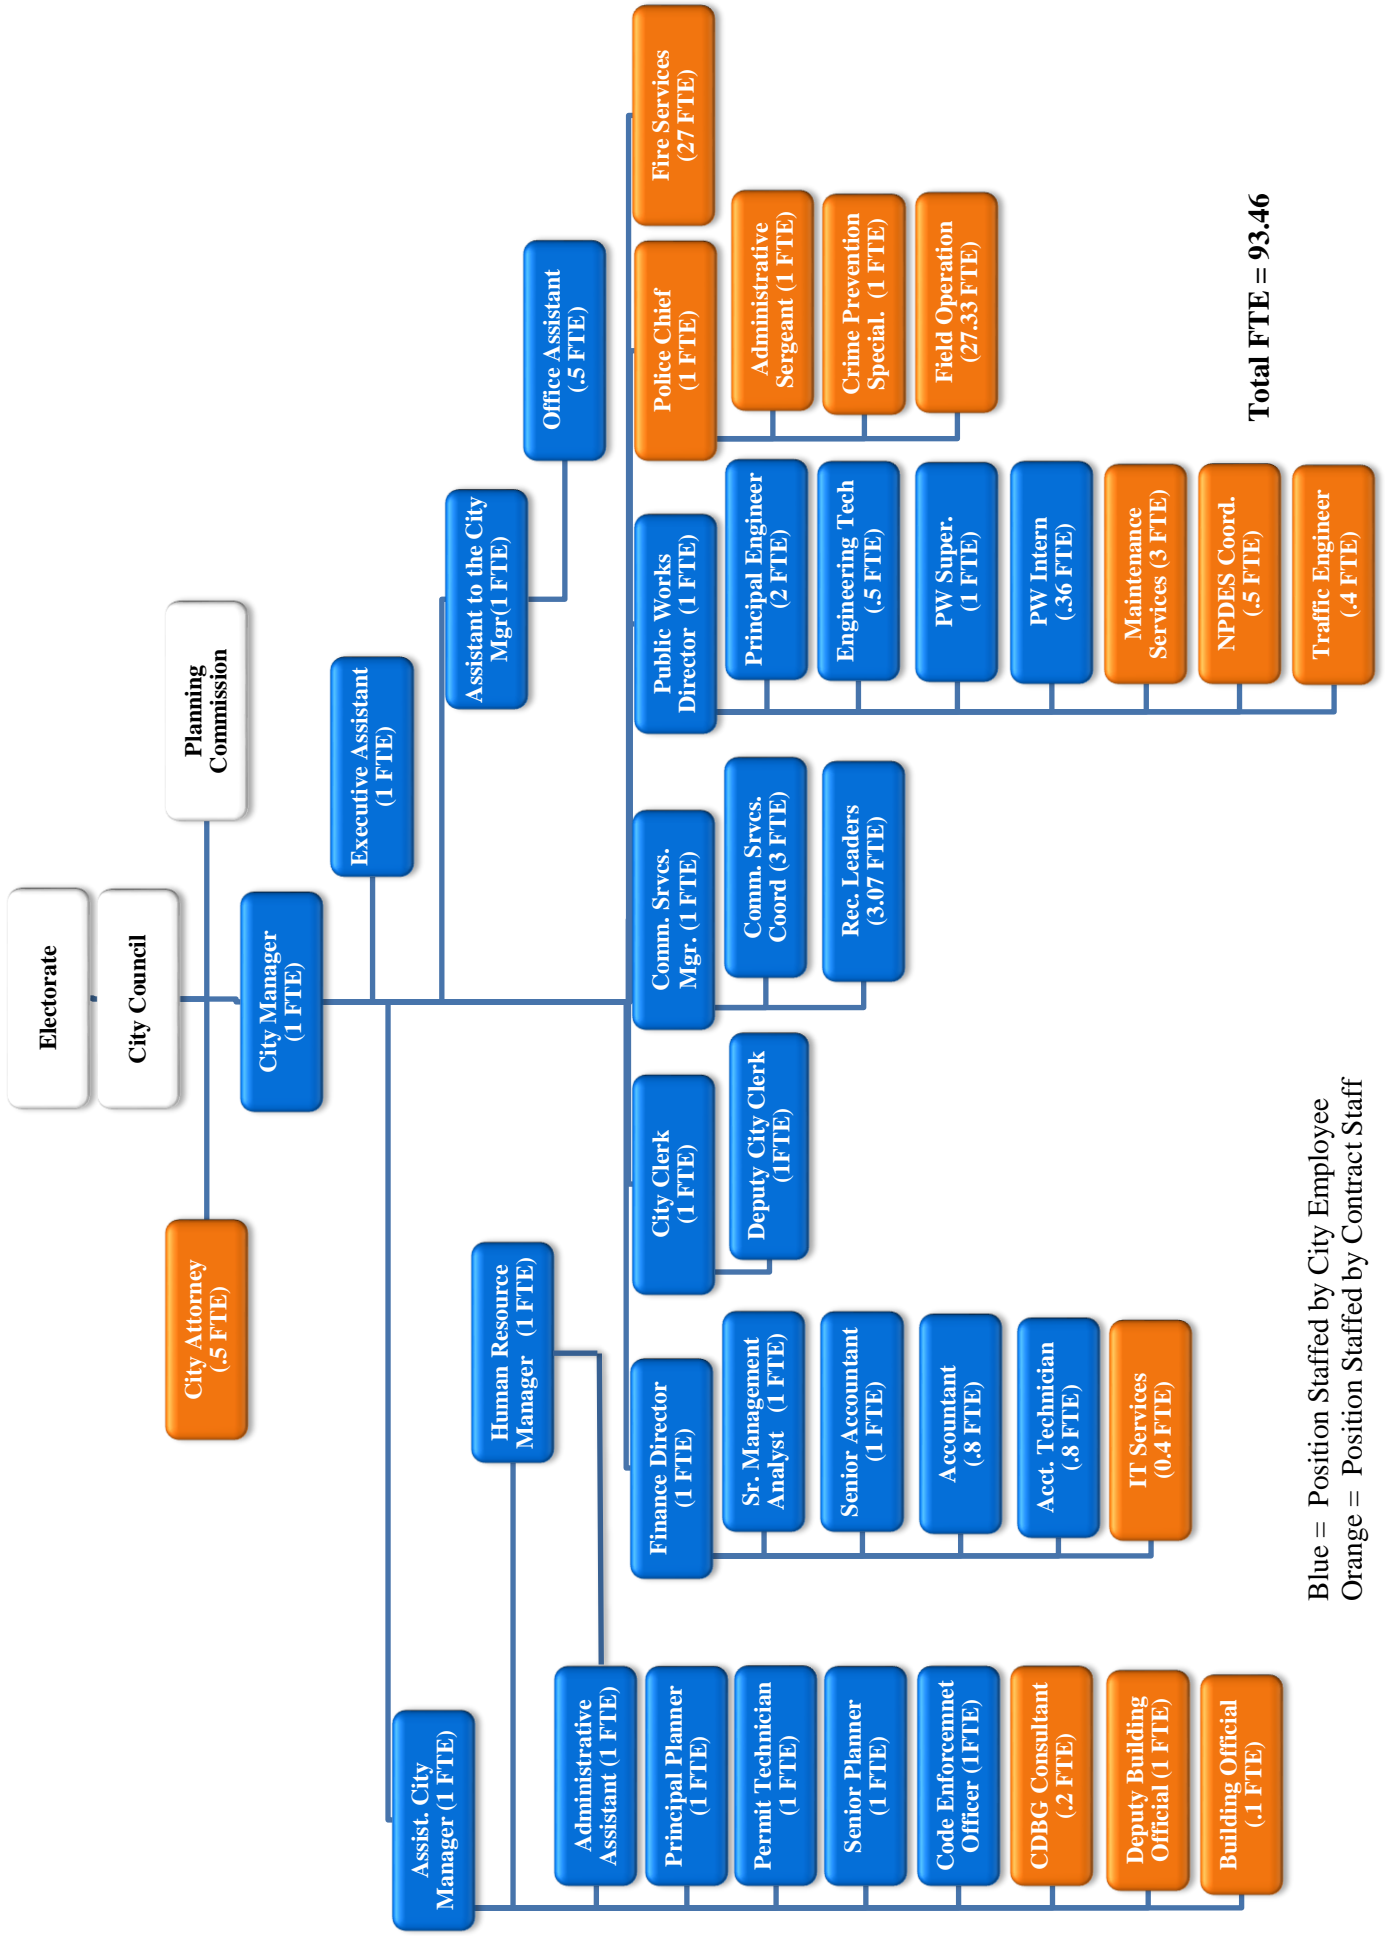 Electorate
City Council
City Attorney
(.5 FTE)
Planning
Commission
City Manager
(1 FTE)
Executive Assistant
(1 FTE)
Assist. City
Manager (1 FTE)
Assistant to the City
Mgr(1 FTE)
Human Resource
Manager (1 FTE)
Office Assistant
(.5 FTE)
Administrative
Assistant (1 FTE)
Principal Planner
(1 FTE)
Permit Technician
(1 FTE)
Senior Planner
(1 FTE)
Code Enforcemnet
Officer (1FTE)
CDBG Consultant
(.2 FTE)
Deputy Building
Official (1 FTE)
Building Official
(.1 FTE)
Finance Director
(1 FTE)
Sr. Management
Analyst (1 FTE)
Senior Accountant
(1 FTE)
Accountant
(.8 FTE)
Acct. Technician
(.8 FTE)
IT Services
(0.4 FTE)
City Clerk
(1 FTE)
Deputy City Clerk
(1FTE)
Comm. Srvcs.
Mgr. (1 FTE)
Comm. Srvcs.
Coord (3 FTE)
Rec. Leaders
(3.07 FTE)
Public Works
Director (1 FTE)
Principal Engineer
(2 FTE)
Engineering Tech
(.5 FTE)
PW Super.
(1 FTE)
PW Intern
(.36 FTE)
Maintenance
Services (3 FTE)
NPDES Coord.
(.5 FTE)
Traffic Engineer
(.4 FTE)
Police Chief
(1 FTE)
Administrative
Sergeant (1 FTE)
Crime Prevention
Special. (1 FTE)
Field Operation
(27.33 FTE)
Fire Services
(27 FTE)
Total FTE = 93.46
Blue = Position Staffed by City Employee
Orange = Position Staffed by Contract Staff